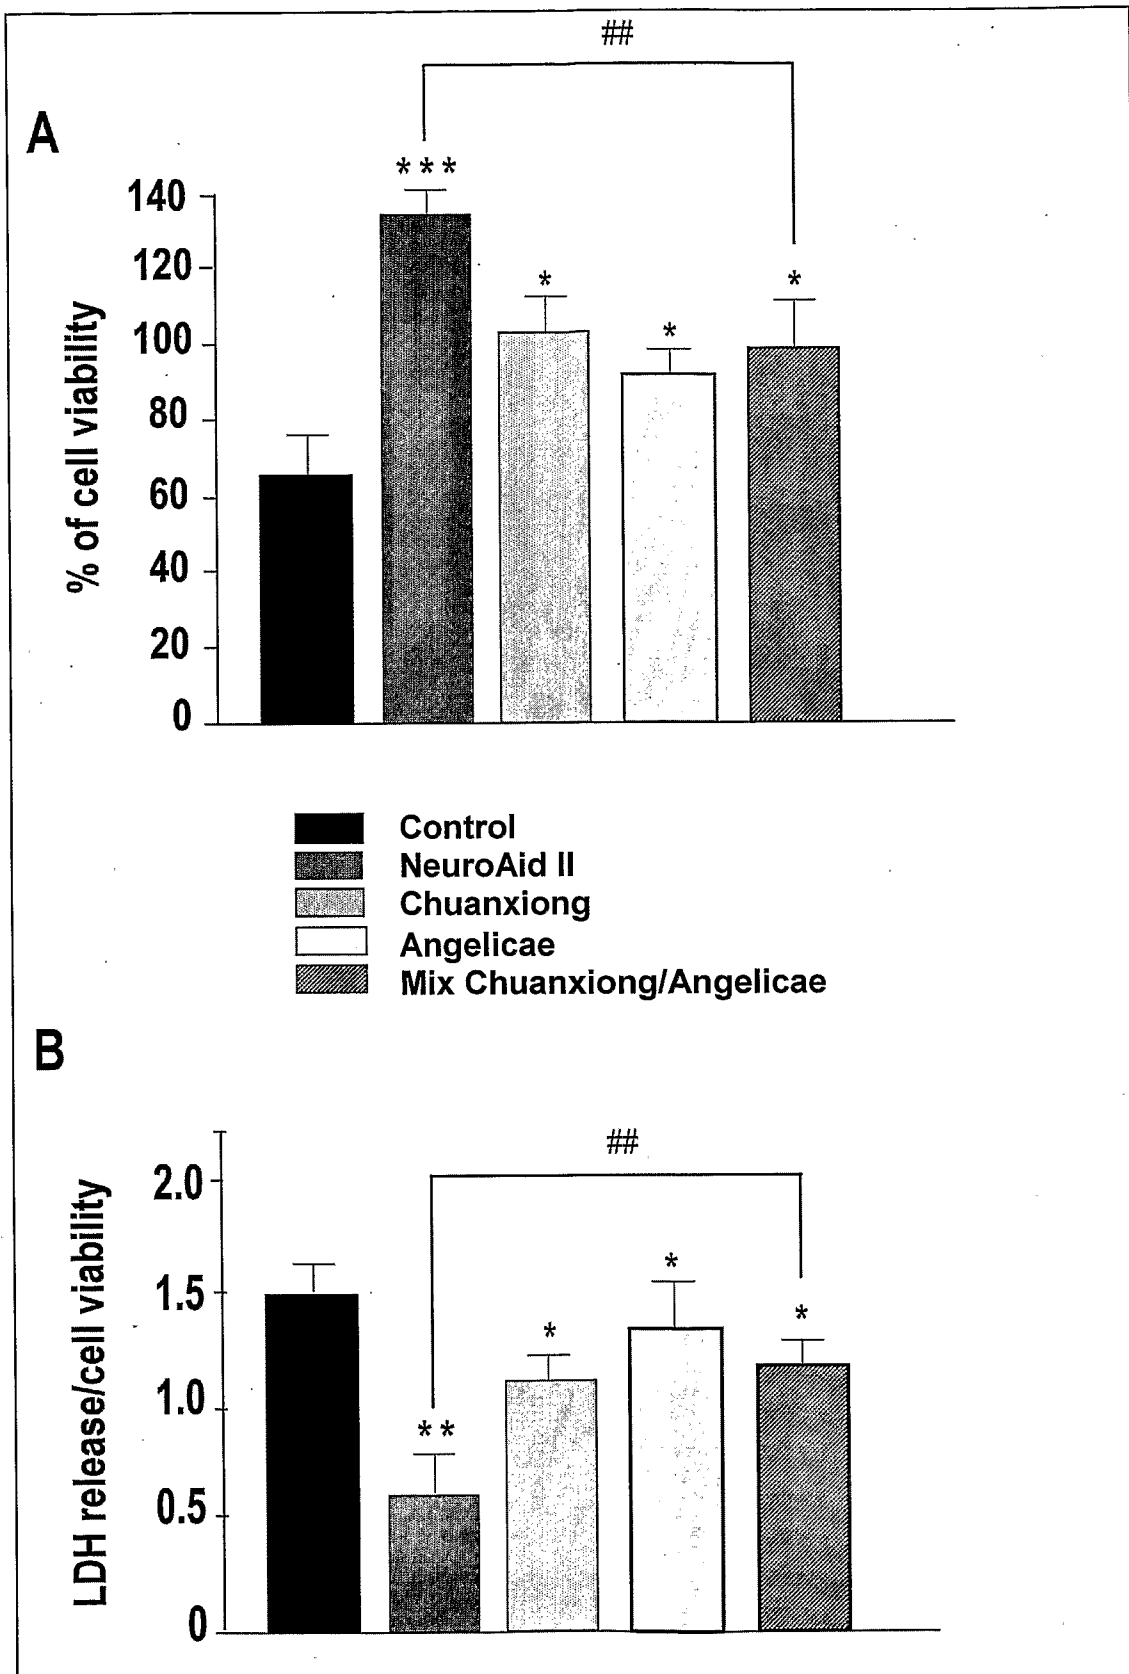 ##
A
***
140
120
*
*
*
100
80
60
40
20
0
% of cell viability
Control
NeuroAid II
Chuanxiong
Angelicae
Mix Chuanxiong/Angelicae
B
##
2.0
*
1.5
*
*
1.0
**
0.5
0
LDH release/cell viability